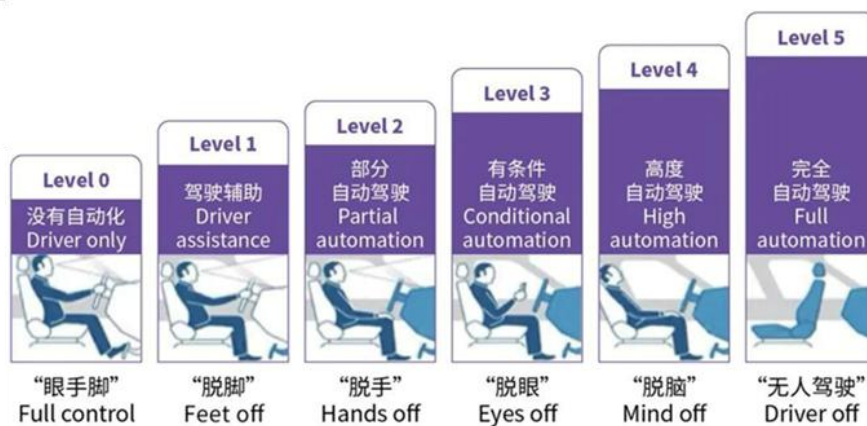 Level 0
没有自动化
Driver only
“眼手脚”
Full control
Level 1
驾驶辅助
Driver
assistance
“脱脚”
Feet off
Level 2
部分
自动驾驶
Partial
automation
“脱手”
Hands off
Level 3
有条件
自动驾驶
Conditional
automation
“脱眼”
Eyes off
Level 4
高度
自动驾驶
High
automation
“脱脑”
Mind off
Level 5
完全
自动驾驶
Full
automation
“无人驾驶”
Driver off